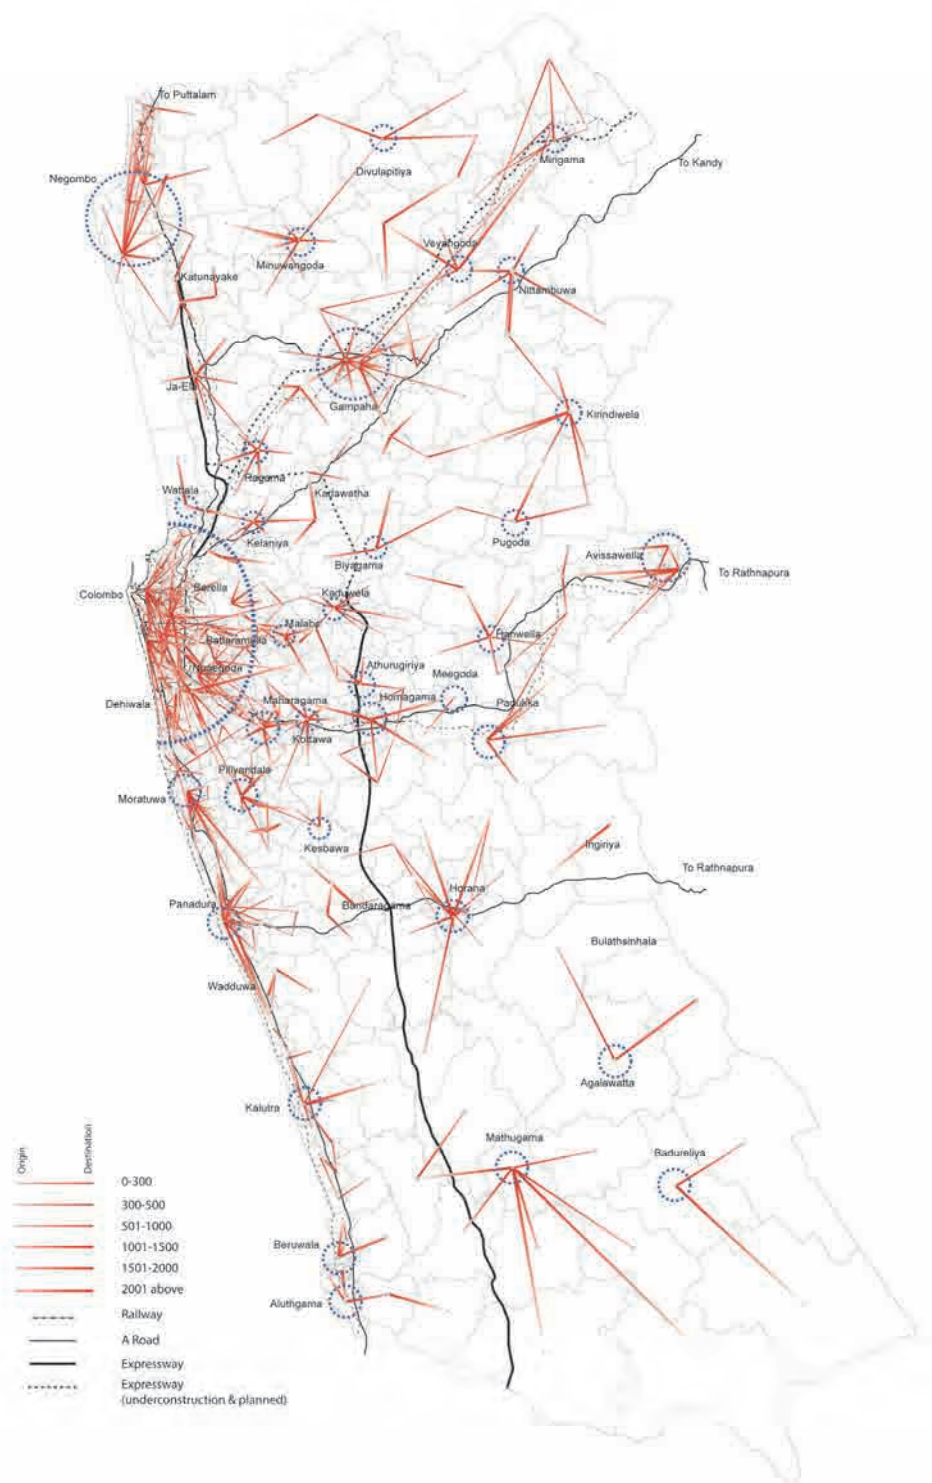 To Puttalam
Negombo
Divulapitiya
Mirigama
To Kandy
Minuwangoda
Veyangoda
Nittambuwa
Katunayake
Ja-Ela
Gampaha
Kirindiwela
Ragama
Kadawatha
Wattala
Kelaniya
Biyagama
Pugoda
Avissawella
To Rathnapura
Colombo
Borella
Kaduwela
Malabe
Battaramulla
Hanwella
Nugegoda
Athurugiriya
Meegoda
Dehiwala
Maharagama
Homagama
Padukka
Kottawa
Piliyandala
Moratuwa
Kesbawa
Ingiriya
To Rathnapura
Horana
Panadura
Bandaragama
Bulathsinhala
Wadduwa
Agalawatta
Kalutra
Mathugama
Badureliya
Beruwala
Aluthgama
Origin
Destination
0-300
300-500
501-1000
1001-1500
1501-2000
2001 above
Railway
A Road
Expressway
Expressway
(underconstruction & planned)